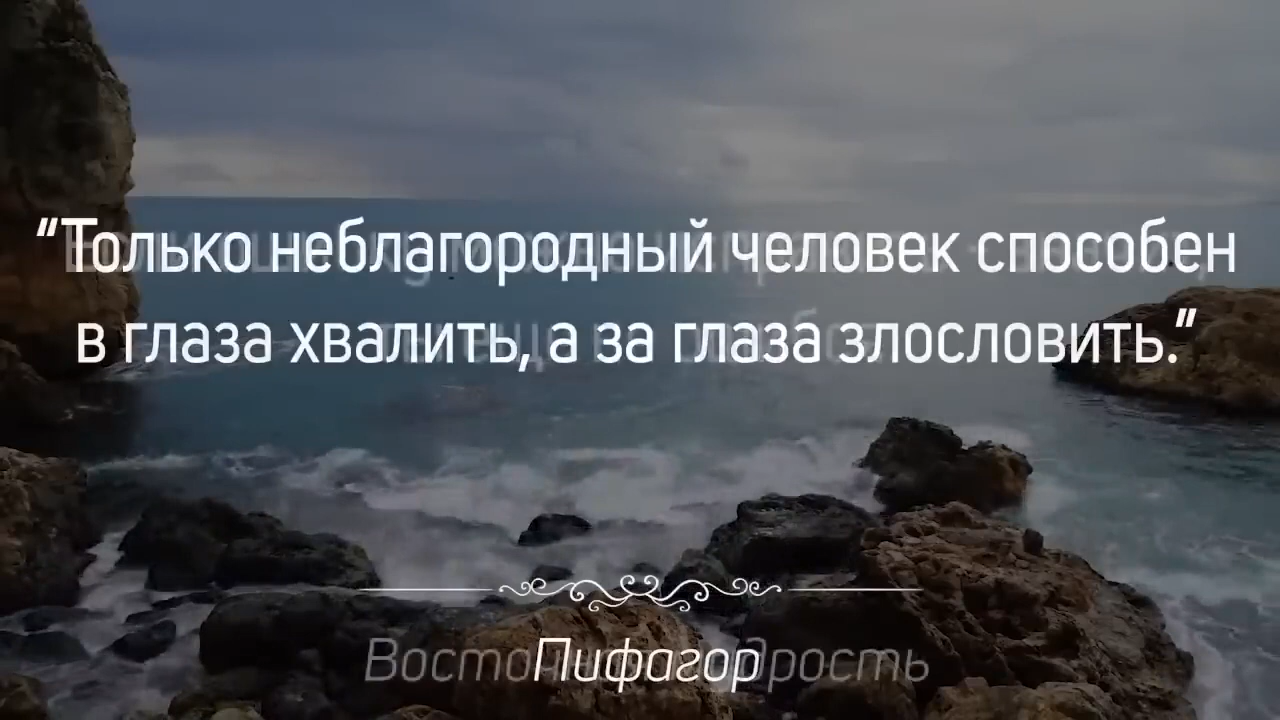 “Только неблагородный человек способен
в глаза хвалить, а за глаза злословить.”
Пифагор